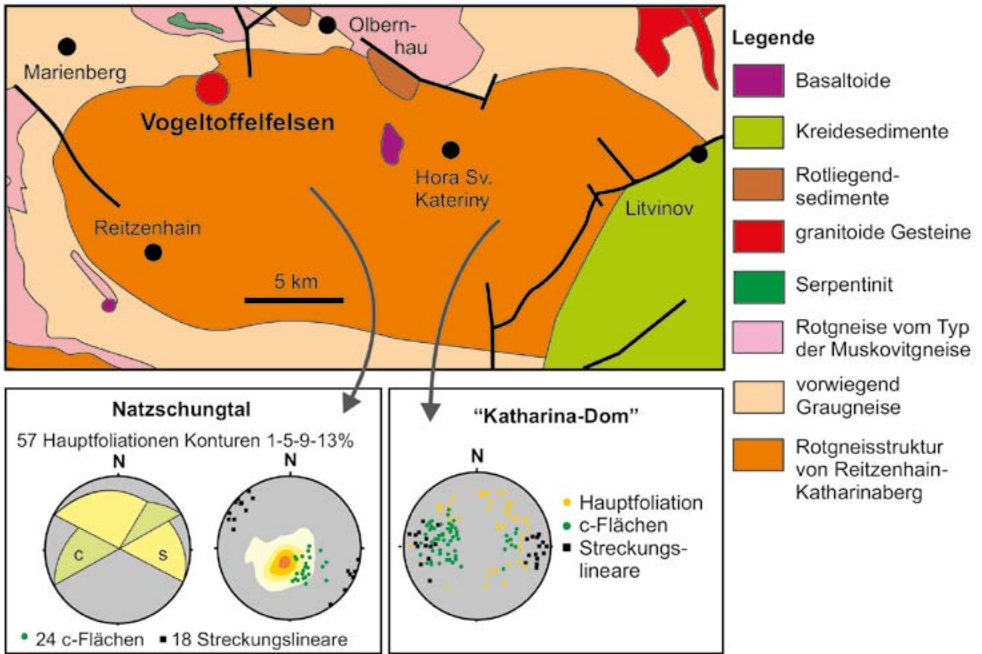 Olbern-
hau
Marienberg
Vogeltoffelfelsen
Hora Sv.
Kateriny
Reitzenhain
Litvinov
5 km
Legende
Basaltoide
Kreidesedimente
Rotliegend-
sedimente
granitoide Gesteine
Serpentinit
Rotgneise vom Typ
der Muskovitgneise
vorwiegend
Graugneise
Rotgneisstruktur
von Reitzenhain-
Katharinaberg
Natzschungtal
57 Hauptfoliationen Konturen 1-5-9-13%
N
N
c
s
24 c-Flächen
18 Streckungslineare
"Katharina-Dom"
N
Hauptfoliation
c-Flächen
Streckungs-
lineare